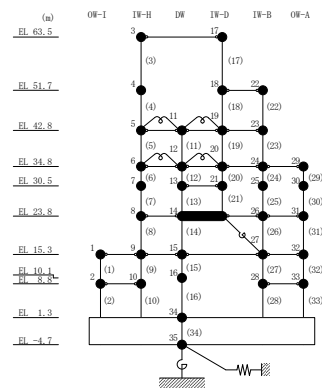 (m) OW-I IW-H DW IW-D IW-B OW-A
EL 63.5 3 17
(3) (17)
EL 51.7 4 18 22
(4) (18) (22)
EL 42.8 5 11 19 23
(5) (11) (19) (23)
EL 34.8 6 12 20 24 29
(6) (12) (20) (24) (29)
EL 30.5 7 13 21 25 30
(7) (21) (25) (30)
EL 23.8 8 14 26 31
(8) (14) (26) (31)
EL 15.3 1 9 15 27 32
(1) (9) (15) (27) (32)
EL 10.1 16
EL 8.8 2 10 28 33
(2) (10) (16) (28) (33)
EL 1.3 34
(34)
EL -4.7 35